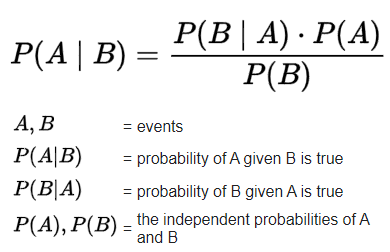 P(A | B) = P(B | A) · P(A) / P(B)
A, B = events
P(A|B) = probability of A given B is true
P(B|A) = probability of B given A is true
P(A), P(B) = the independent probabilities of A
and B